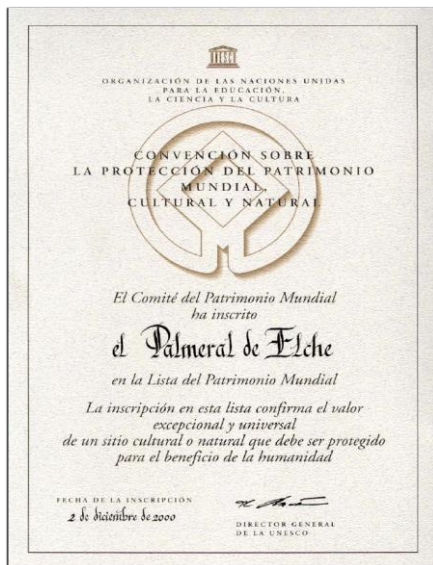 UNESCO
ORGANIZACIÓN DE LAS NACIONES UNIDAS
PARA LA EDUCACIÓN,
LA CIENCIA Y LA CULTURA
CONVENCIÓN SOBRE
LA PROTECCIÓN DEL PATRIMONIO
MUNDIAL,
CULTURAL Y NATURAL
El Comité del Patrimonio Mundial
ha inscrito
el Palmeral de Elche
en la Lista del Patrimonio Mundial
La inscripción en esta lista confirma el valor
excepcional y universal
de un sitio cultural o natural que debe ser protegido
para el beneficio de la humanidad
FECHA DE LA INSCRIPCIÓN
2 de diciembre de 2000
DIRECTOR GENERAL
DE LA UNESCO